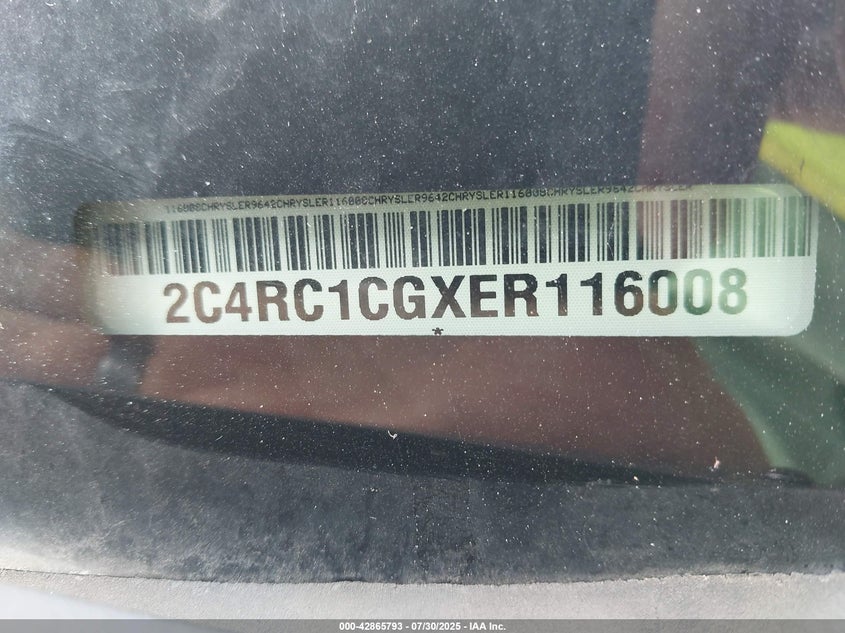 116008CHRYSLER9642CHRYSLER116008CHRYSLER9642CHRYSLER116008CHRYSLER9642CHRYSLER
2C4RC1CGXER116008
*
000-42865793 - 07/30/2025 - IAA Inc.